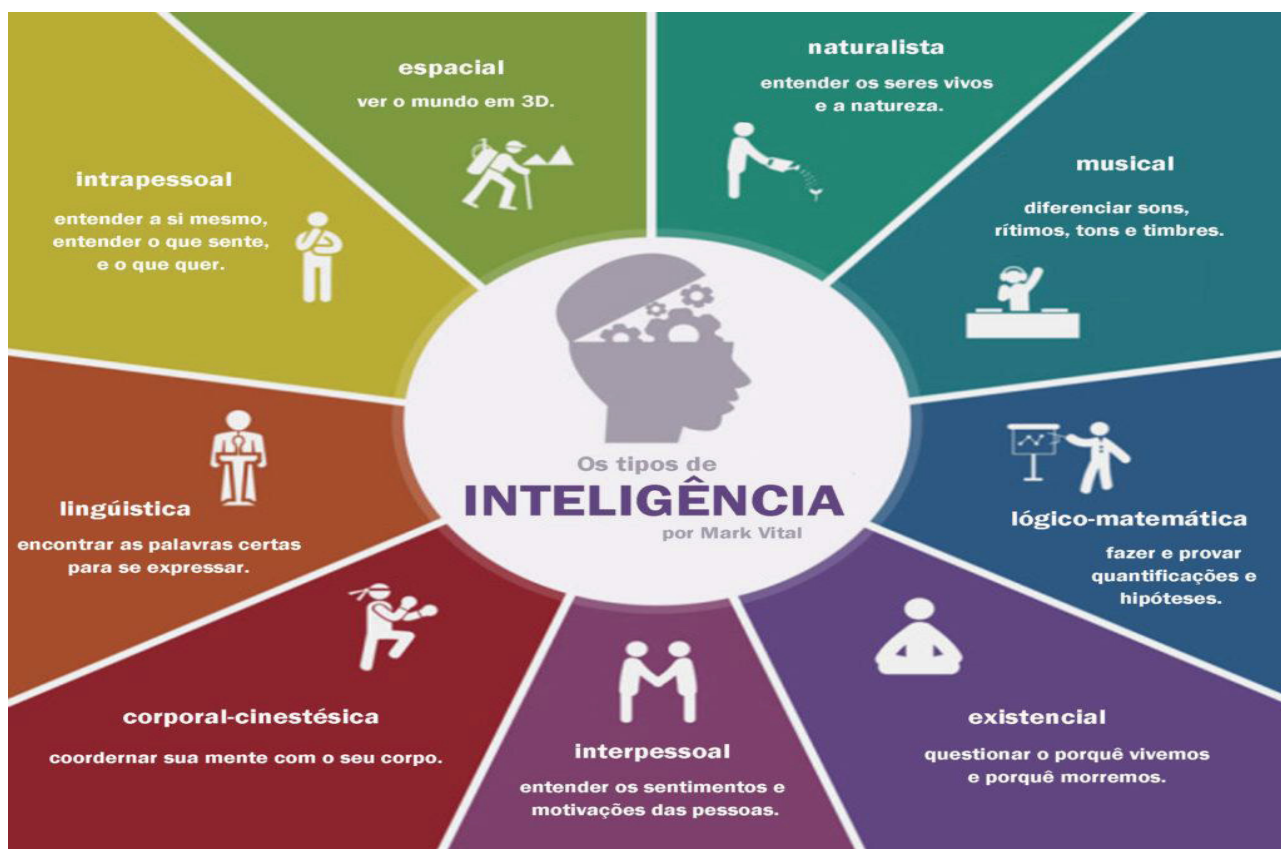 espacial
ver o mundo em 3D.
naturalista
entender os seres vivos
e a natureza.
musical
diferenciar sons,
rítimos, tons e timbres.
intrapessoal
entender a si mesmo,
entender o que sente,
e o que quer.
Os tipos de
INTELIGÊNCIA
por Mark Vital
lingúistica
encontrar as palavras certas
para se expressar.
lógico-matemática
fazer e provar
quantificações e
hipóteses.
corporal-cinestésica
coordernar sua mente com o seu corpo.
interpessoal
entender os sentimentos e
motivações das pessoas.
existencial
questionar o porquê vivemos
e porquê morremos.